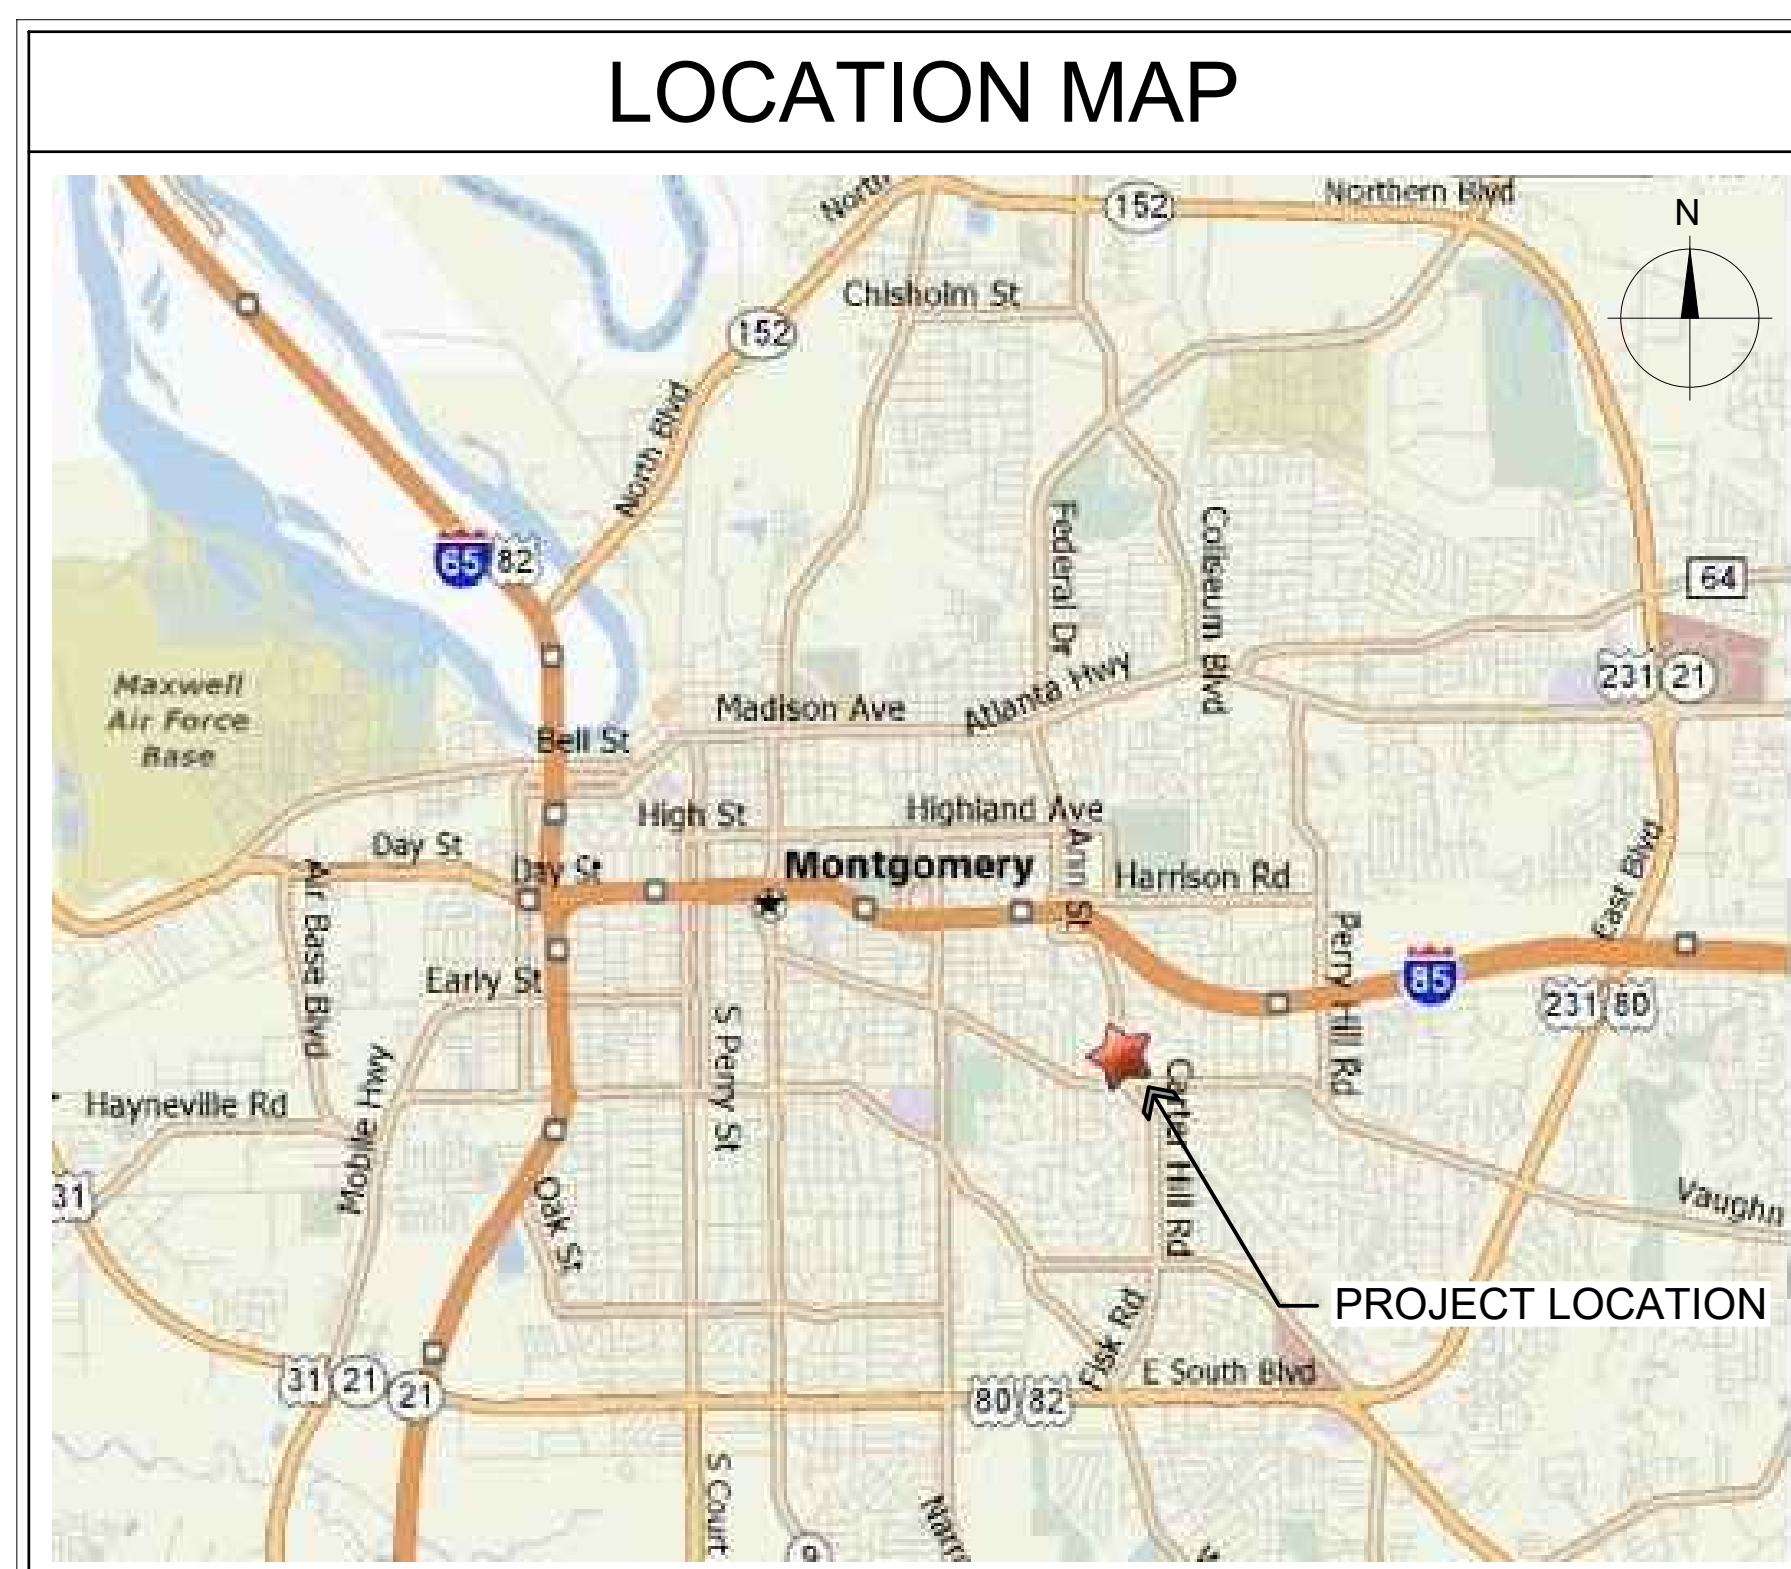 LOCATION MAP
North
152
Northern Blvd
N
Chisholm St
152
North Blvd
65
82
Federal Dr
Coliseum Blvd
64
Maxwell
Air Force
Base
231
21
Madison Ave
Atlanta Hwy
Bell St
High St
Highland Ave
Day St
Day St
Montgomery
Ann St
Harrison Rd
East Blvd
Air Base Blvd
Perry Hill Rd
85
Early St
231
80
S Perry St
Hayneville Rd
Mobile Hwy
Carter Hill Rd
31
Oak St
Vaughn
PROJECT LOCATION
Fisk Rd
31
21
21
E South Blvd
80
82
S Court
9